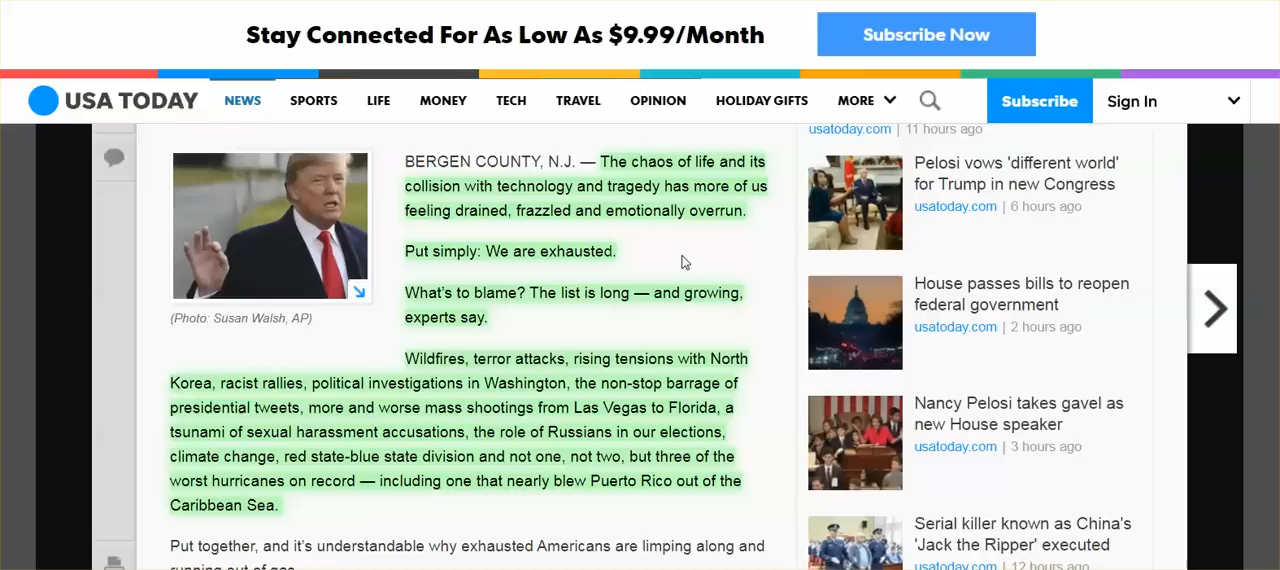 Stay Connected For As Low As $9.99/Month
Subscribe Now
USA TODAY
NEWS
SPORTS
LIFE
MONEY
TECH
TRAVEL
OPINION
HOLIDAY GIFTS
MORE
Subscribe
Sign In
(Photo: Susan Walsh, AP)
BERGEN COUNTY, N.J. — The chaos of life and its
collision with technology and tragedy has more of us
feeling drained, frazzled and emotionally overrun.
Put simply: We are exhausted.
What's to blame? The list is long — and growing,
experts say.
Wildfires, terror attacks, rising tensions with North
Korea, racist rallies, political investigations in Washington, the non-stop barrage of
presidential tweets, more and worse mass shootings from Las Vegas to Florida, a
tsunami of sexual harassment accusations, the role of Russians in our elections,
climate change, red state-blue state division and not one, not two, but three of the
worst hurricanes on record — including one that nearly blew Puerto Rico out of the
Caribbean Sea.
Put together, and it's understandable why exhausted Americans are limping along and
running out of gas.
usatoday.com | 11 hours ago
Pelosi vows 'different world'
for Trump in new Congress
usatoday.com | 6 hours ago
House passes bills to reopen
federal government
usatoday.com | 2 hours ago
Nancy Pelosi takes gavel as
new House speaker
usatoday.com | 3 hours ago
Serial killer known as China's
'Jack the Ripper' executed
usatoday.com | 12 hours ago